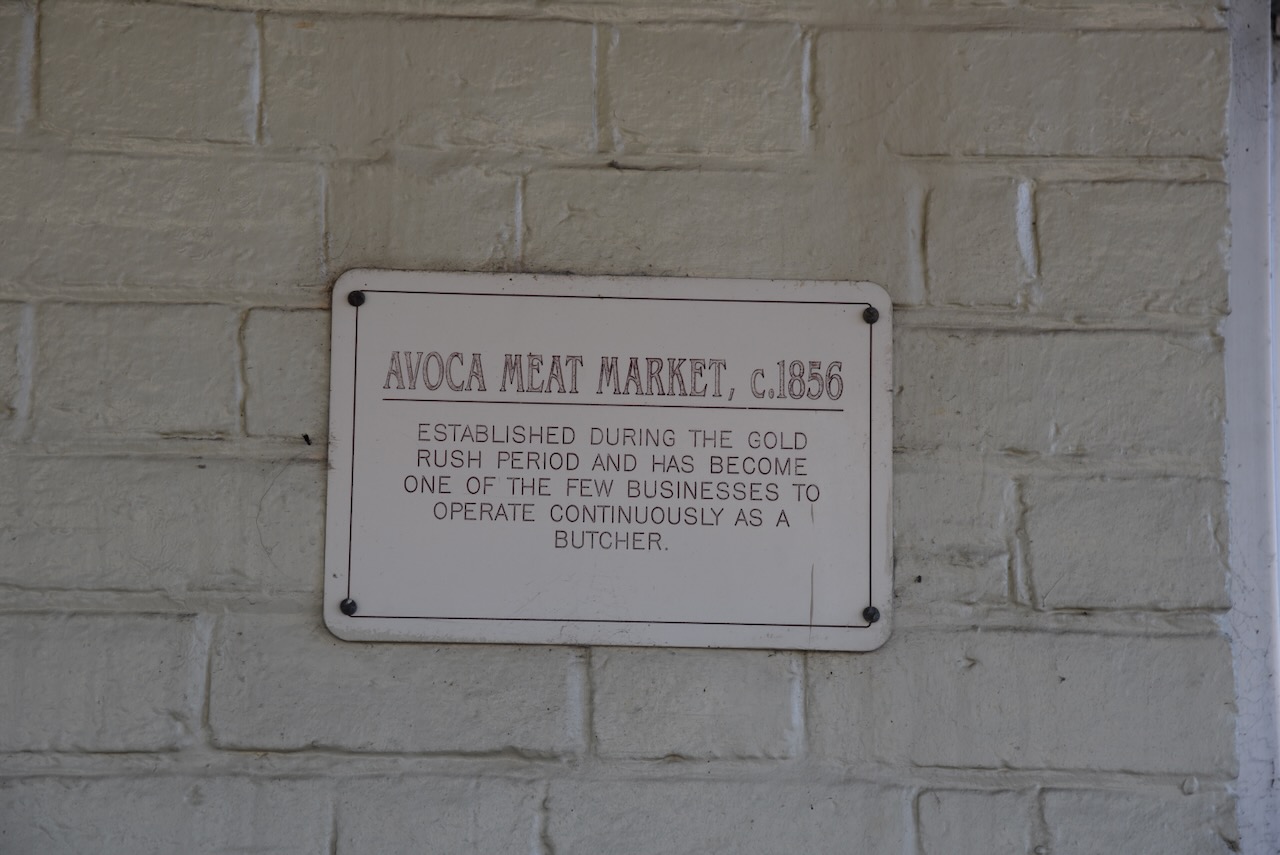 AVOCA MEAT MARKET, c.1856
ESTABLISHED DURING THE GOLD
RUSH PERIOD AND HAS BECOME
ONE OF THE FEW BUSINESSES TO
OPERATE CONTINUOUSLY AS A
BUTCHER.